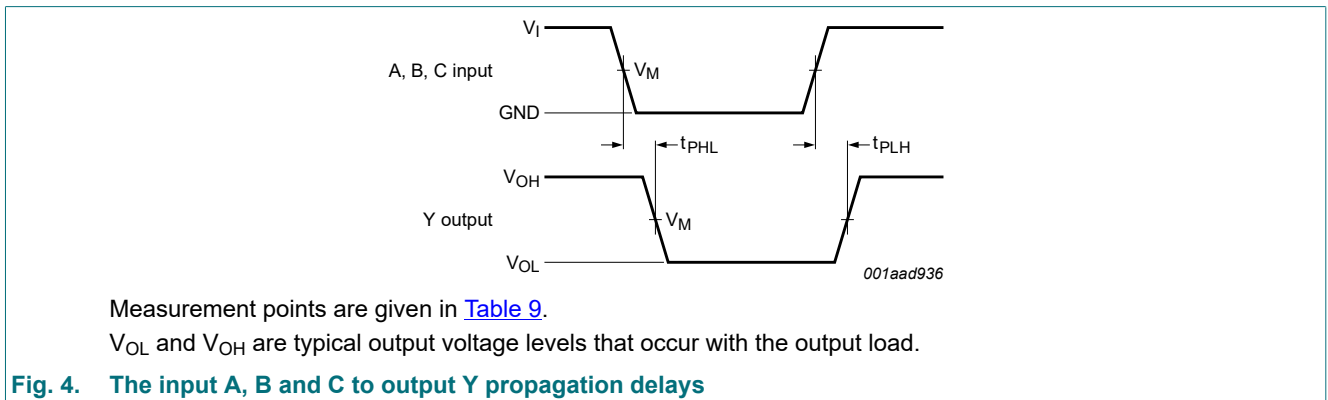 VI
A, B, C input
VM
GND
tPHL
tPLH
VOH
Y output
VM
VOL
001aad936
Measurement points are given in Table 9.
VOL and VOH are typical output voltage levels that occur with the output load.
Fig. 4. The input A, B and C to output Y propagation delays